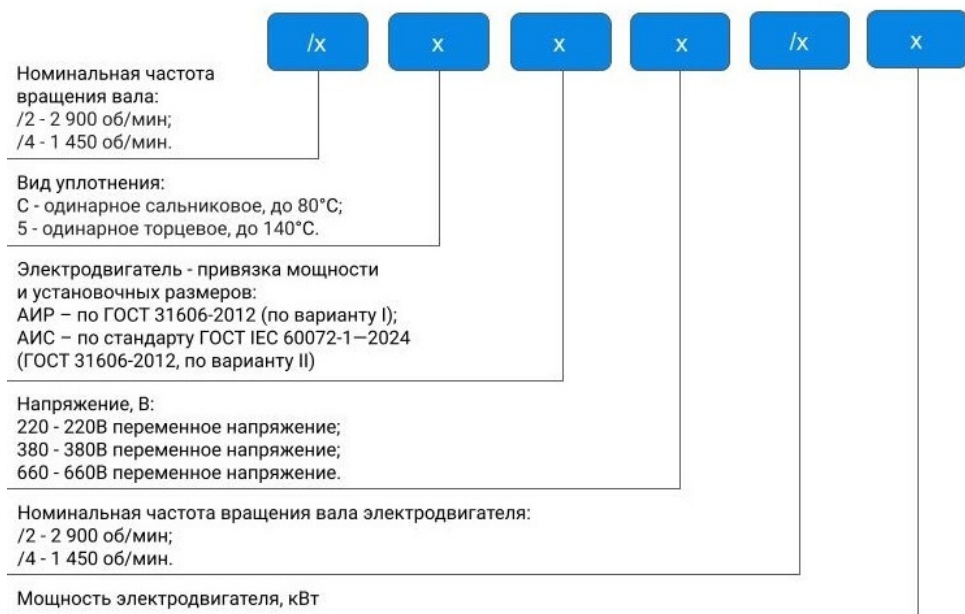 /x x x x /x x
Номинальная частота
вращения вала:
/2 - 2 900 об/мин;
/4 - 1 450 об/мин.
Вид уплотнения:
С - одинарное сальниковое, до 80°С;
5 - одинарное торцевое, до 140°С.
Электродвигатель - привязка мощности
и установочных размеров:
АИР – по ГОСТ 31606-2012 (по варианту I);
АИС – по стандарту ГОСТ IEC 60072-1—2024
(ГОСТ 31606-2012, по варианту II)
Напряжение, В:
220 - 220В переменное напряжение;
380 - 380В переменное напряжение;
660 - 660В переменное напряжение.
Номинальная частота вращения вала электродвигателя:
/2 - 2 900 об/мин;
/4 - 1 450 об/мин.
Мощность электродвигателя, кВт